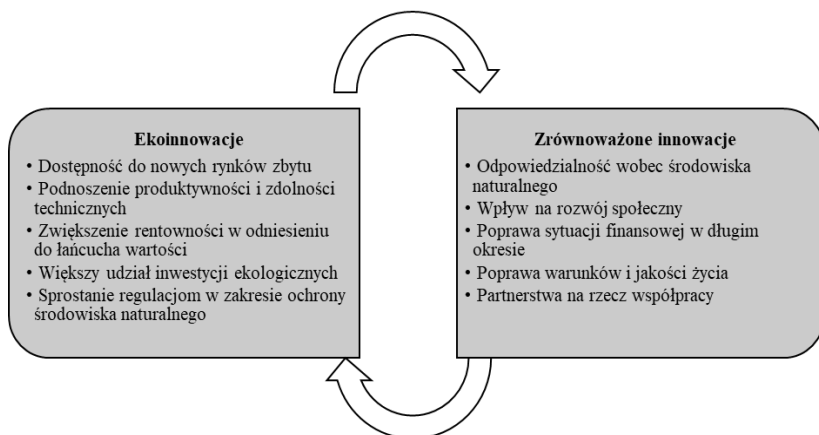 Ekoinnowacje
• Dostępność do nowych rynków zbytu
• Podnoszenie produktywności i zdolności
technicznych
• Zwiększenie rentowności w odniesieniu
do łańcucha wartości
• Większy udział inwestycji ekologicznych
• Sprostanie regulacjom w zakresie ochrony
środowiska naturalnego
Zrównoważone innowacje
• Odpowiedzialność wobec środowiska
naturalnego
• Wpływ na rozwój społeczny
• Poprawa sytuacji finansowej w długim
okresie
• Poprawa warunków i jakości życia
• Partnerstwa na rzecz współpracy